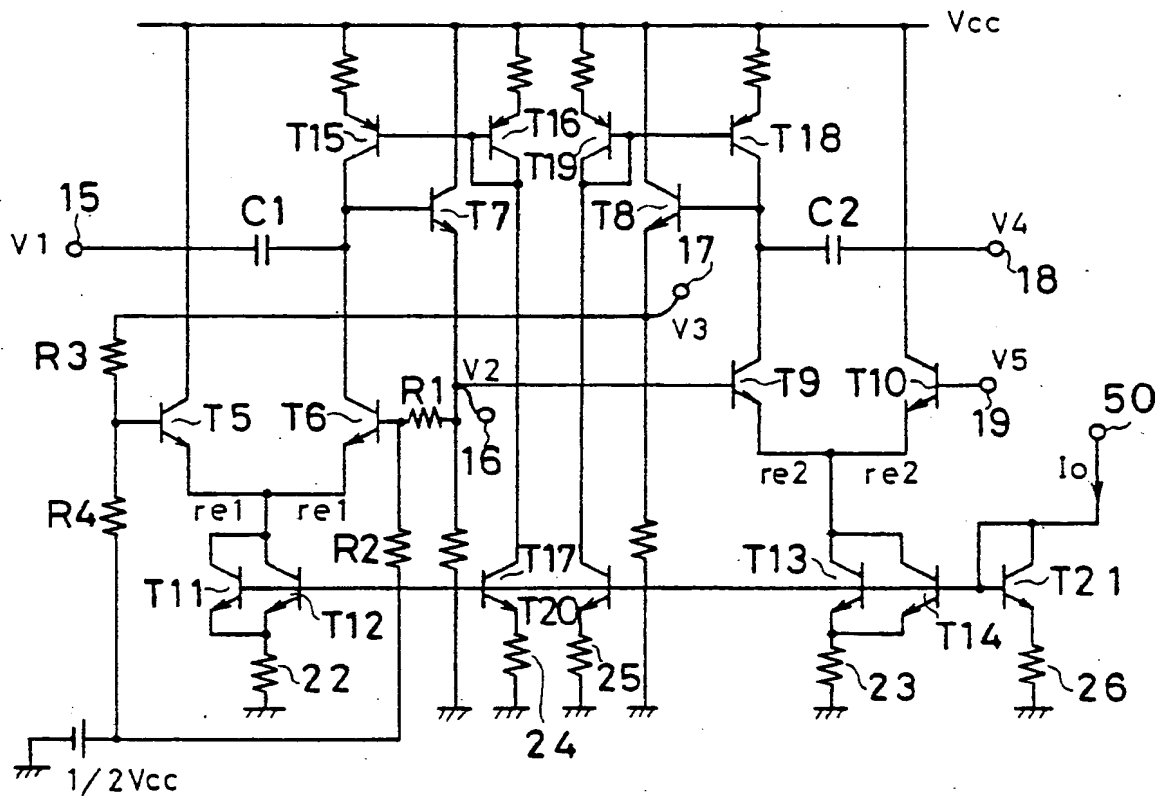 Vcc
T15
T16
T19
T18
15
V1
C1
T7
T8
17
C2
V4
18
V3
R3
V2
R1
T5
T6
16
T9
T10
V5
19
50
Io
re1
re1
re2
re2
R4
R2
T11
T12
T17
T20
T13
T14
T21
22
24
25
23
26
1/2Vcc